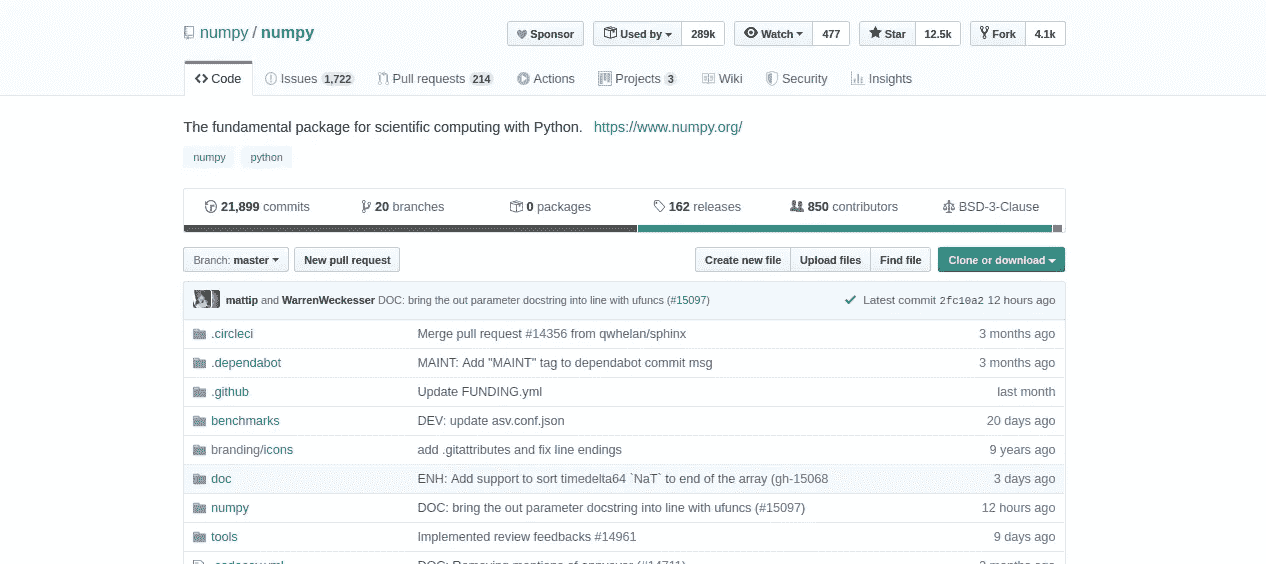 numpy / numpy Sponsor Used by 289k Watch 477 Star 12.5k Fork 4.1k
Code Issues 1,722 Pull requests 214 Actions Projects 3 Wiki Security Insights
The fundamental package for scientific computing with Python. https://www.numpy.org/
numpy python
21,899 commits 20 branches 0 packages 162 releases 850 contributors BSD-3-Clause
Branch: master New pull request Create new file Upload files Find file Clone or download
mattip and WarrenWeckesser DOC: bring the out parameter docstring into line with ufuncs (#15097) Latest commit 2fc10a2 12 hours ago
.circleci Merge pull request #14356 from qwhelan/sphinx 3 months ago
.dependabot MAINT: Add "MAINT" tag to dependabot commit msg 3 months ago
.github Update FUNDING.yml last month
benchmarks DEV: update asv.conf.json 20 days ago
branding/icons add .gitattributes and fix line endings 9 years ago
doc ENH: Add support to sort timedelta64 `NaT` to end of the array (gh-15068 3 days ago
numpy DOC: bring the out parameter docstring into line with ufuncs (#15097) 12 hours ago
tools Implemented review feedbacks #14961 9 days ago